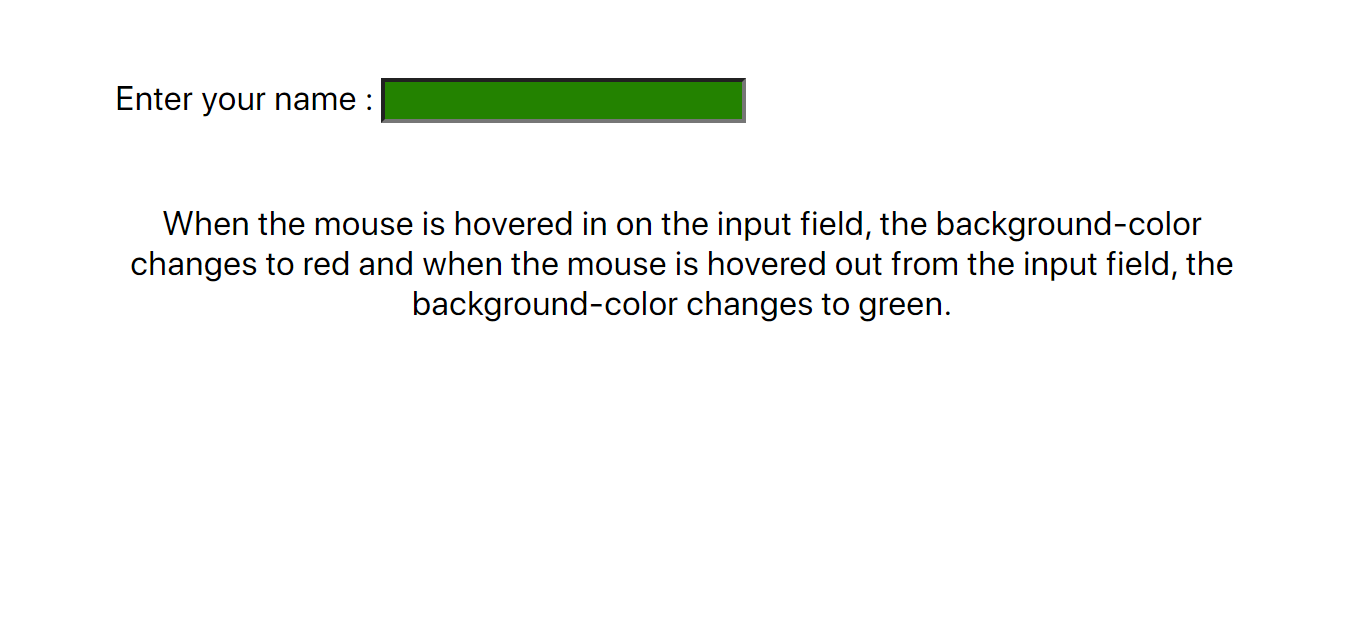 Enter your name :
When the mouse is hovered in on the input field, the background-color
changes to red and when the mouse is hovered out from the input field, the
background-color changes to green.